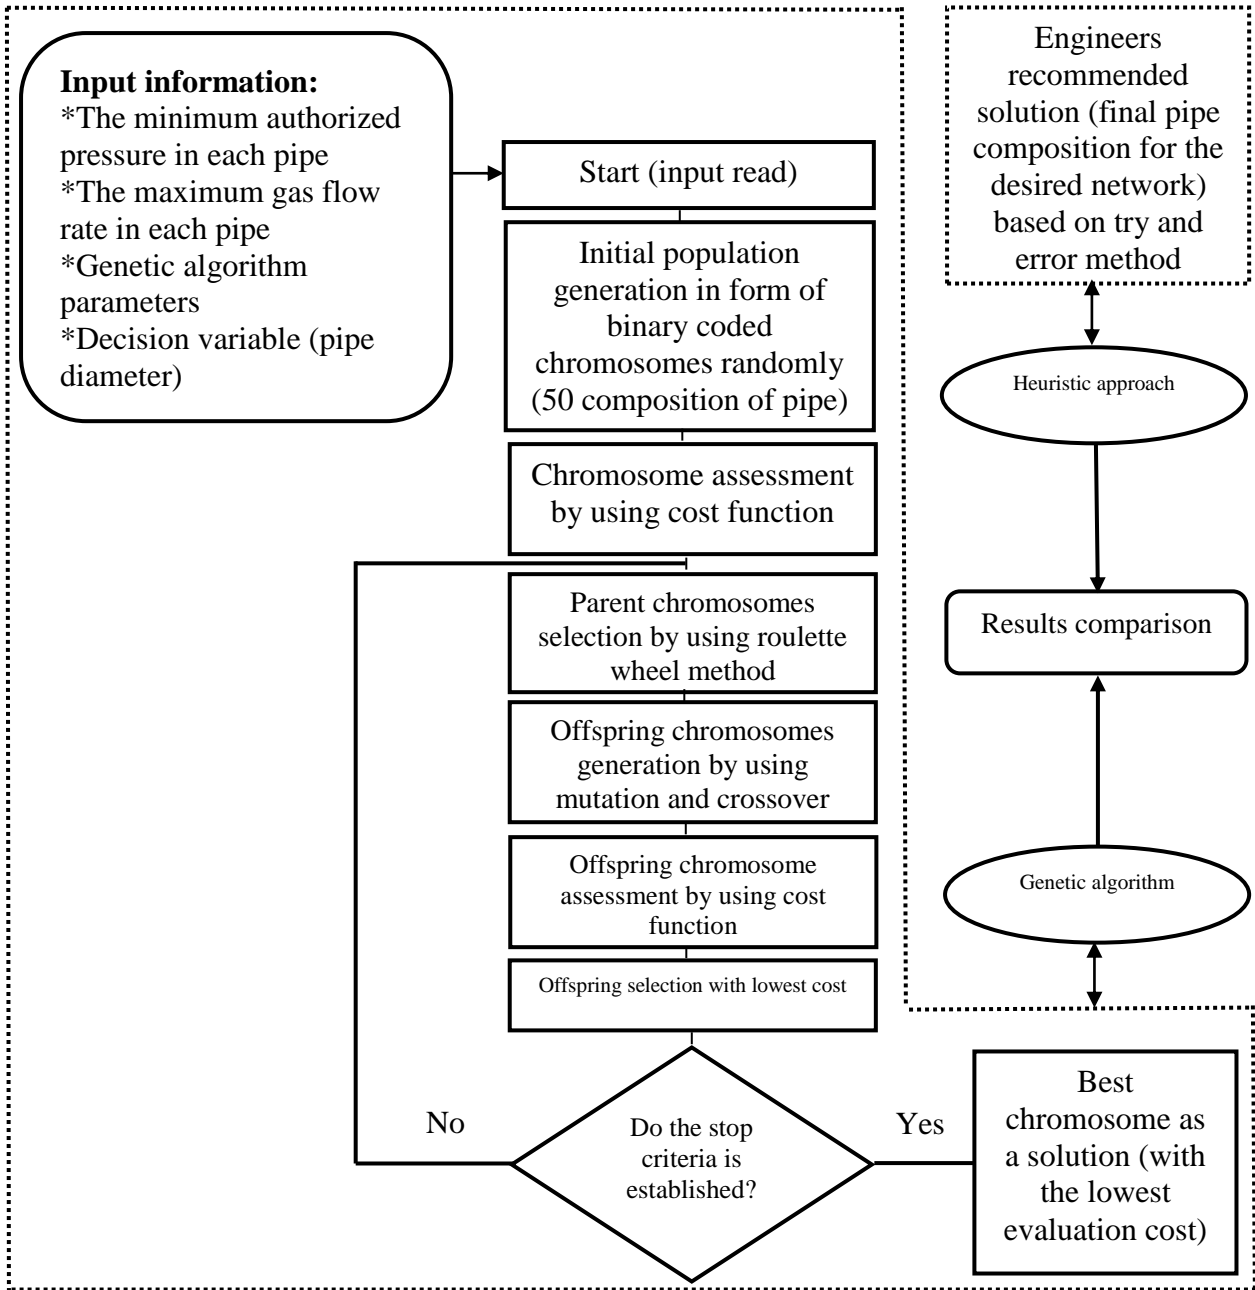 Input information:
*The minimum authorized
pressure in each pipe
*The maximum gas flow
rate in each pipe
*Genetic algorithm
parameters
*Decision variable (pipe
diameter)
Start (input read)
Initial population
generation in form of
binary coded
chromosomes randomly
(50 composition of pipe)
Chromosome assessment
by using cost function
Parent chromosomes
selection by using roulette
wheel method
Offspring chromosomes
generation by using
mutation and crossover
Offspring chromosome
assessment by using cost
function
Offspring selection with lowest cost
Do the stop
criteria is
established?
No
Yes
Best
chromosome as
a solution (with
the lowest
evaluation cost)
Engineers
recommended
solution (final pipe
composition for the
desired network)
based on try and
error method
Heuristic approach
Results comparison
Genetic algorithm